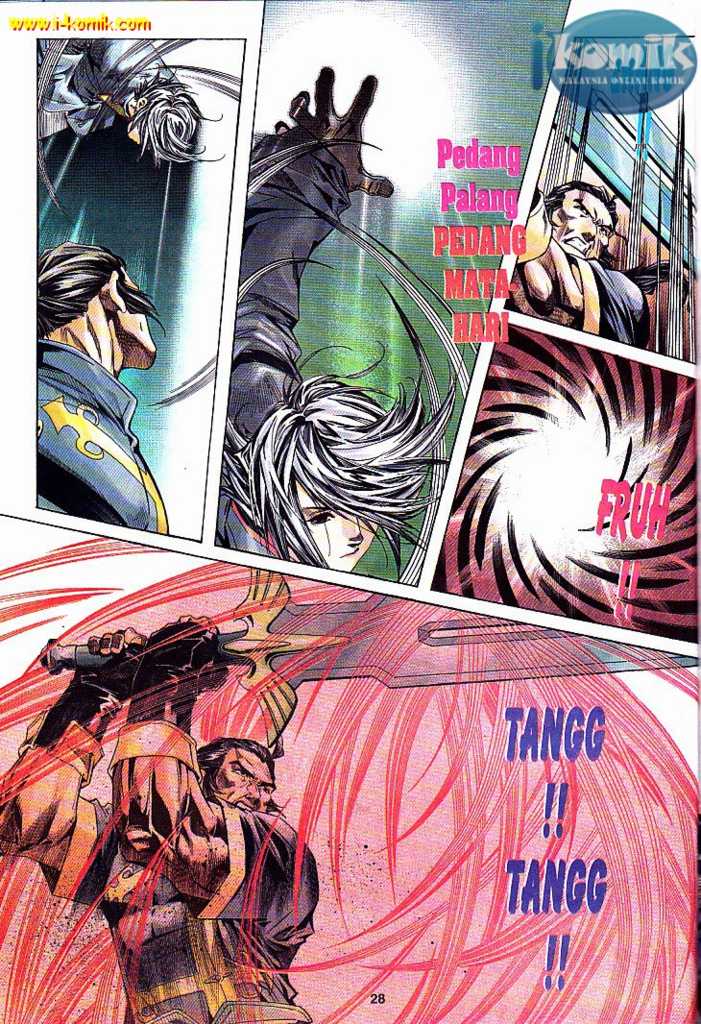 www.i-komik.com
iKomik
MALAYSIA ONLINE KOMIK
Pedang
Palang
PEDANG
MATA-
HARI
FRUH
!!
TANGG
!!
TANGG
!!
28